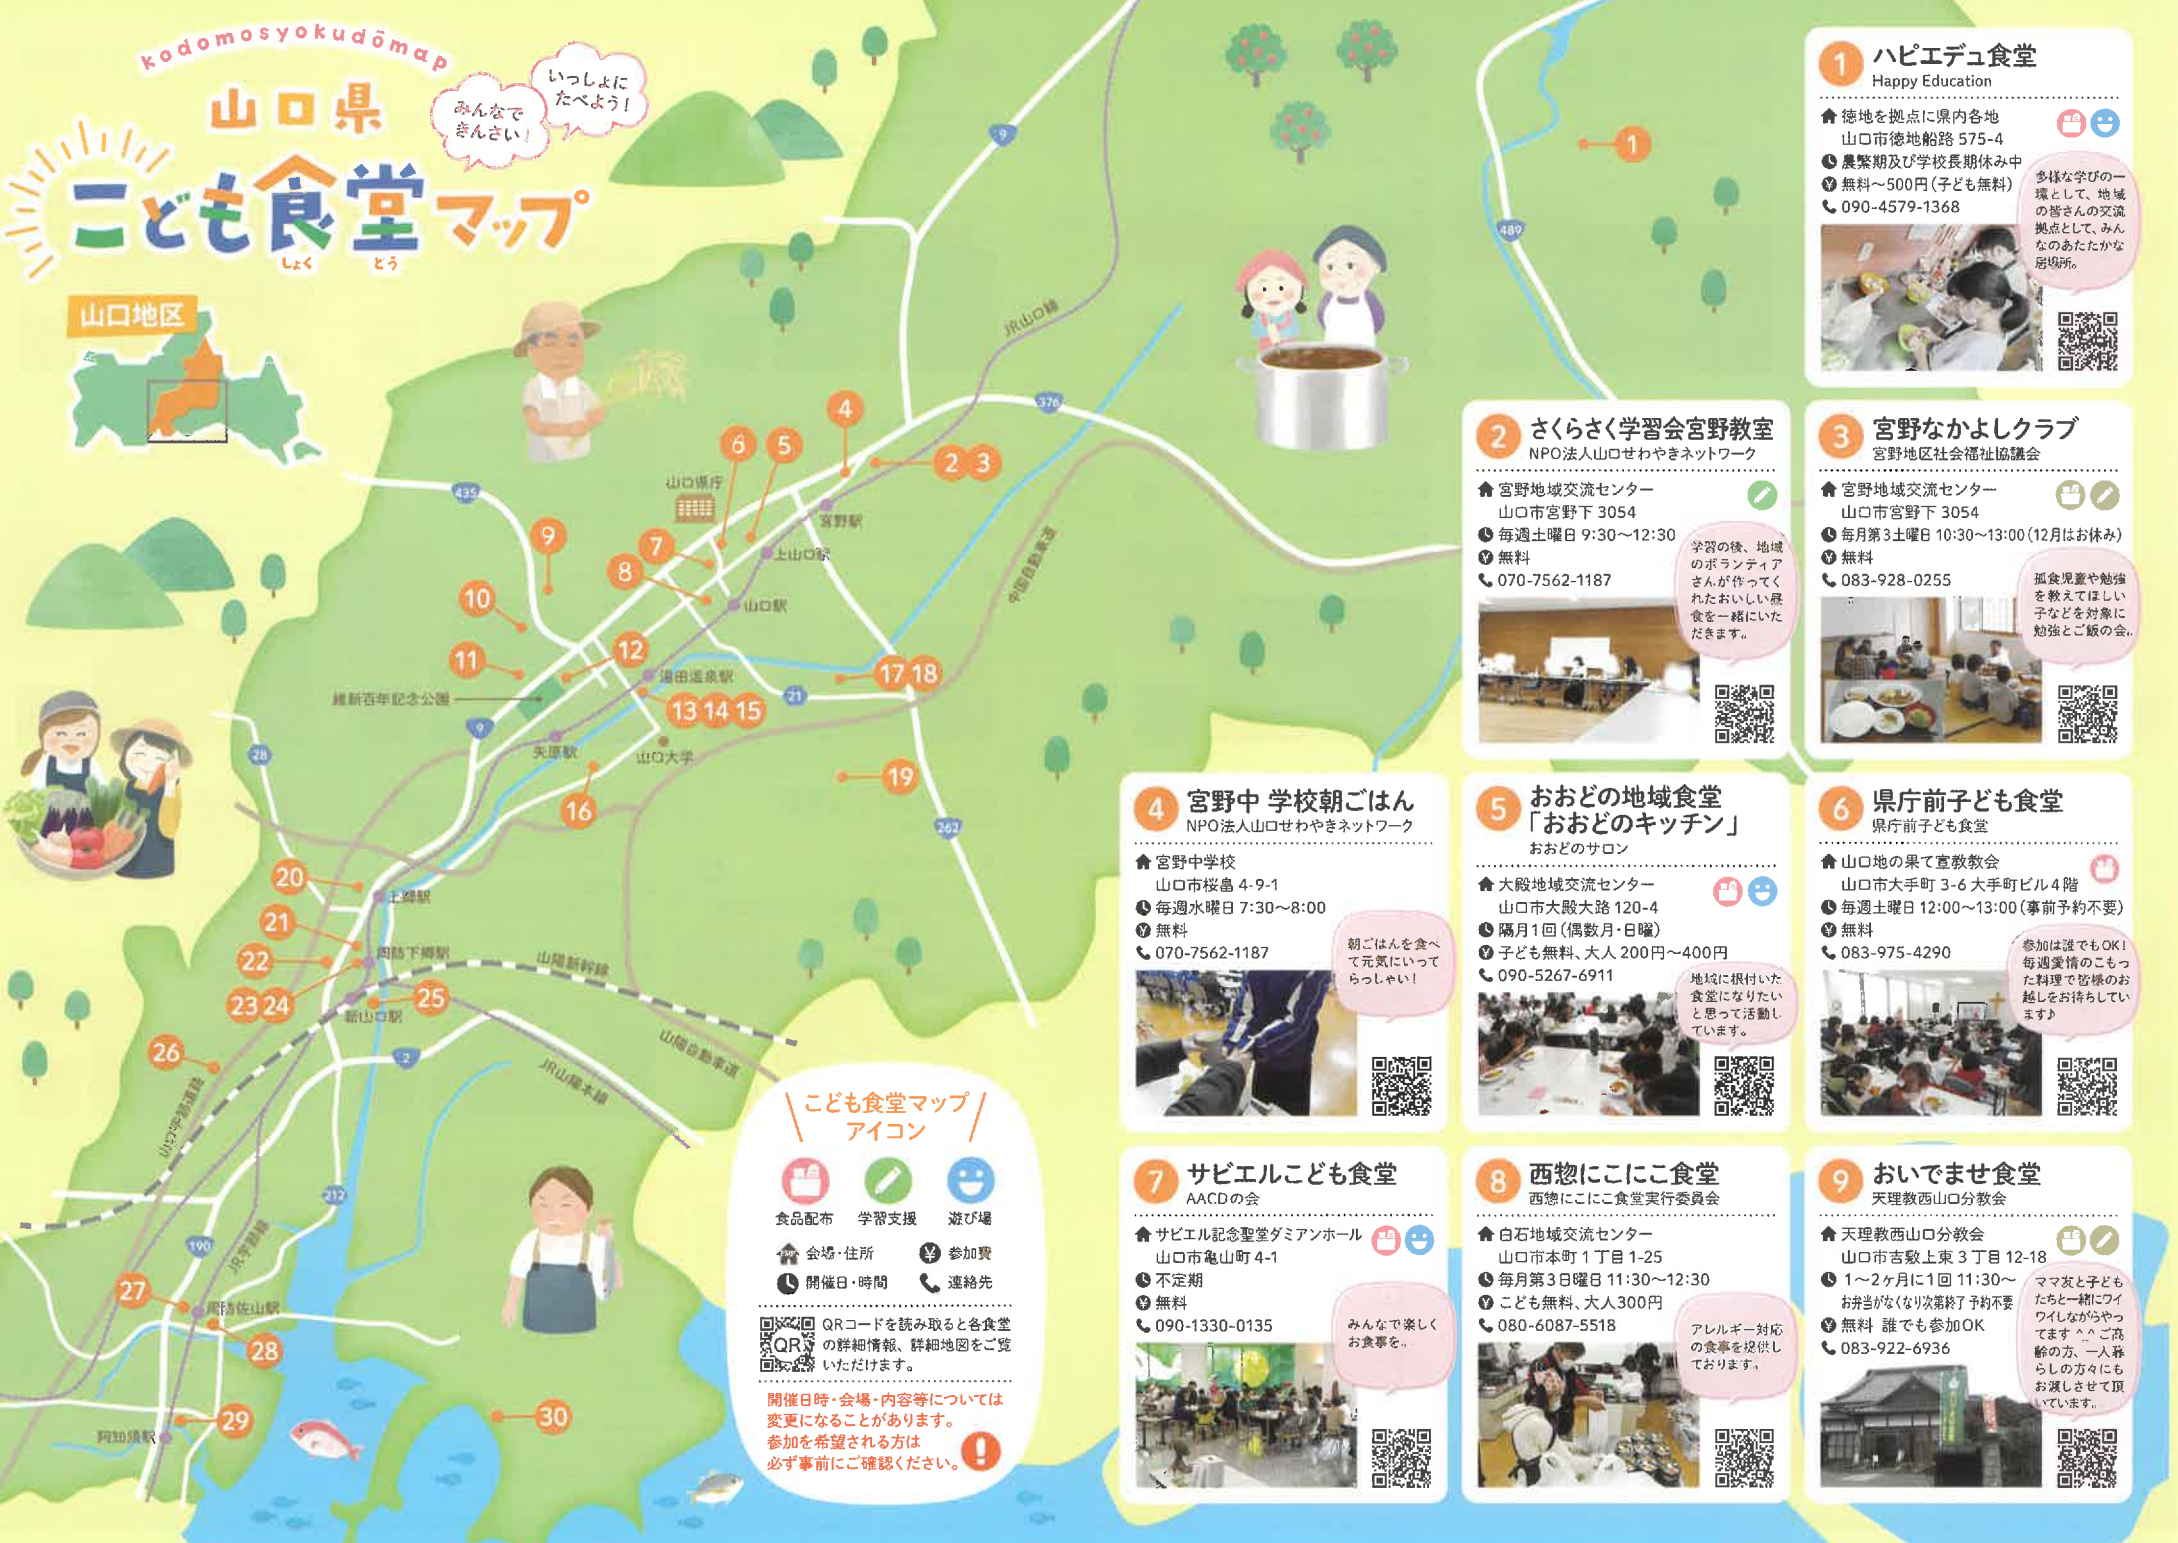 kodomosyokudōmap
山口県
こども食堂マップ
しょく どう
みんなで
きんさい!
いっしょに
たべよう!
山口地区
9
489
JR山口線
376
4
6
5
2 3
山口県庁
宮野駅
435
9
7
上山口駅
8
中国自動車道
10
山口駅
11
12
湯田温泉駅
17 18
維新百年記念公園
21
13 14 15
9
矢原駅
山口大学
28
19
16
262
20
上郷駅
21
周防下郷駅
22
山陽新幹線
23 24
25
新山口駅
26
2
山陽自動車道
JR山陽本線
山口宇部道路
212
190
JR宇部線
27
周防佐山駅
28
29
阿知須駅
30
1
こども食堂マップ
アイコン
食品配布 学習支援 遊び場
会場・住所 参加費
開催日・時間 連絡先
QR
QRコードを読み取ると各食堂
の詳細情報、詳細地図をご覧
いただけます。
開催日時・会場・内容等については
変更になることがあります。
参加を希望される方は
必ず事前にご確認ください。
1 ハピエデュ食堂
Happy Education
徳地を拠点に県内各地
山口市徳地船路 575-4
農繁期及び学校長期休み中
無料～500円(子ども無料)
090-4579-1368
多様な学びの一
環として、地域
の皆さんの交流
拠点として、みん
なのあたたかな
居場所。
2 さくらさく学習会宮野教室
NPO法人山口せわやきネットワーク
宮野地域交流センター
山口市宮野下 3054
毎週土曜日 9:30～12:30
無料
070-7562-1187
学習の後、地域
のボランティア
さんが作ってく
れたおいしい昼
食を一緒にいた
だきます。
3 宮野なかよしクラブ
宮野地区社会福祉協議会
宮野地域交流センター
山口市宮野下 3054
毎月第3土曜日 10:30～13:00(12月はお休み)
無料
083-928-0255
孤食児童や勉強
を教えてほしい
子などを対象に
勉強とご飯の会。
4 宮野中 学校朝ごはん
NPO法人山口せわやきネットワーク
宮野中学校
山口市桜畠 4-9-1
毎週水曜日 7:30～8:00
無料
070-7562-1187
朝ごはんを食べ
て元気にいって
らっしゃい!
5 おおどの地域食堂
「おおどのキッチン」
おおどのサロン
大殿地域交流センター
山口市大殿大路 120-4
隔月1回(偶数月・日曜)
子ども無料、大人 200円～400円
090-5267-6911
地域に根付いた
食堂になりたい
と思って活動し
ています。
6 県庁前子ども食堂
県庁前子ども食堂
山口地の果て宣教教会
山口市大手町 3-6 大手町ビル4階
毎週土曜日 12:00～13:00(事前予約不要)
無料
083-975-4290
参加は誰でもOK!
毎週愛情のこもっ
た料理で皆様のお
越しをお待ちしてい
ます♪
7 サビエルこども食堂
AACDの会
サビエル記念聖堂ダミアンホール
山口市亀山町 4-1
不定期
無料
090-1330-0135
みんなで楽しく
お食事を。
8 西惣にこにこ食堂
西惣にこにこ食堂実行委員会
白石地域交流センター
山口市本町 1 丁目 1-25
毎月第3日曜日 11:30～12:30
こども無料、大人300円
080-6087-5518
アレルギー対応
の食事を提供し
ております。
9 おいでませ食堂
天理教西山口分教会
天理教西山口分教会
山口市吉敷上東 3 丁目 12-18
1～2ヶ月に1回 11:30～
お弁当がなくなり次第終了 予約不要
無料 誰でも参加OK
083-922-6936
ママ友と子ども
たちと一緒にワイ
ワイしながらやっ
てます ^_^ ご高
齢の方、一人暮
らしの方々にも
お渡しさせて頂
いています。